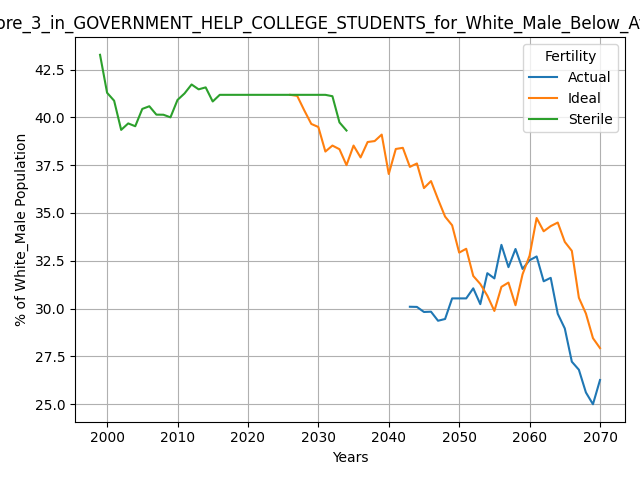 ore_3_in_GOVERNMENT_HELP_COLLEGE_STUDENTS_for_White_Male_Below_A
Fertility
Actual
Ideal
Sterile
% of White_Male Population
42.5
40.0
37.5
35.0
32.5
30.0
27.5
25.0
2000 2010 2020 2030 2040 2050 2060 2070
Years